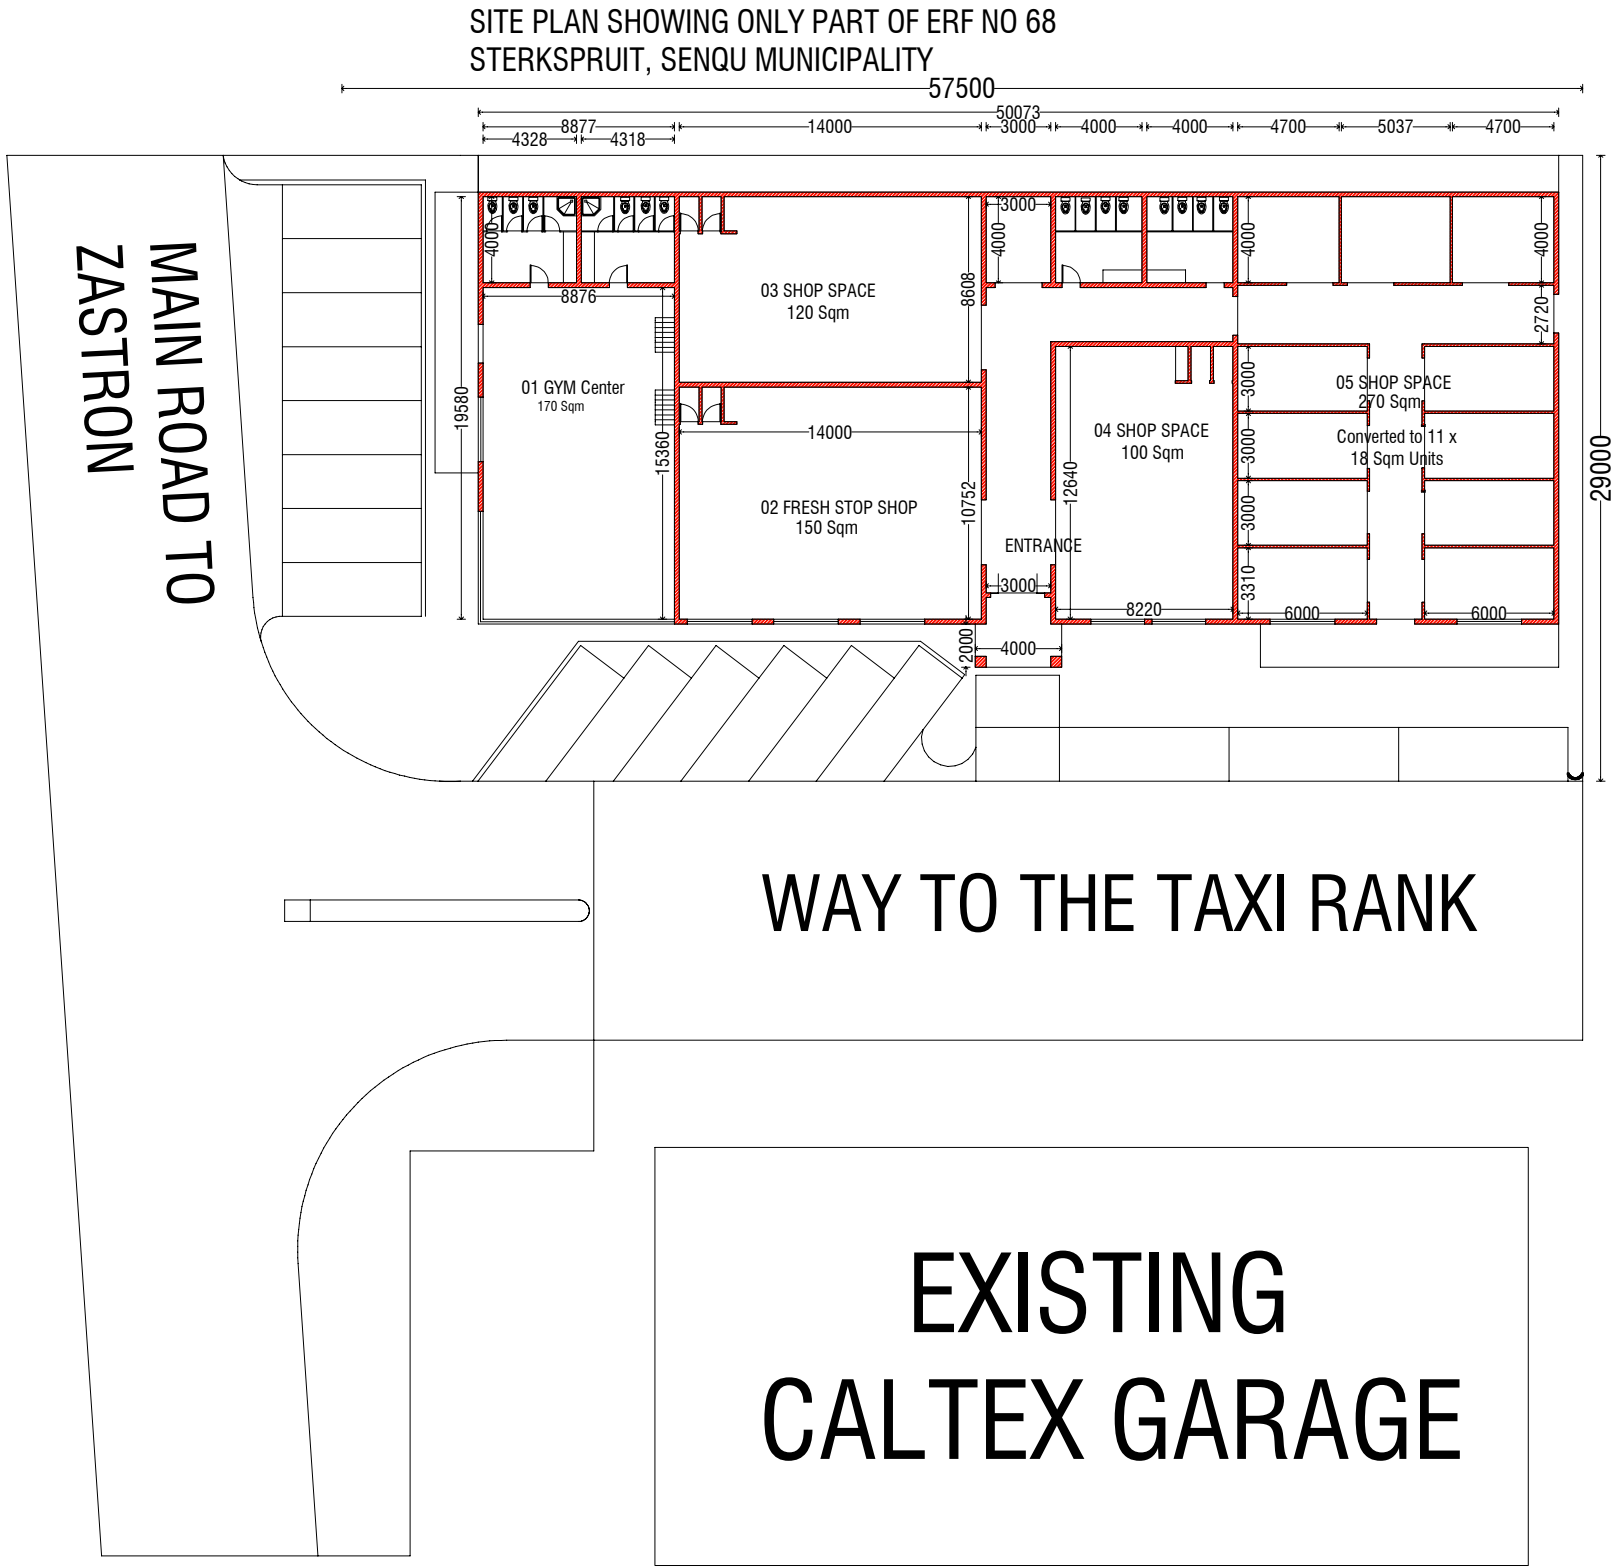 SITE PLAN SHOWING ONLY PART OF ERF NO 68
STERKSPRUIT, SENQU MUNICIPALITY
57500
50073
8877
14000
3000
4000
4000
4700
5037
4700
4328
4318
4000
3000
4000
4000
4000
8876
8608
2720
03 SHOP SPACE
120 Sqm
01 GYM Center
170 Sqm
19580
15360
14000
02 FRESH STOP SHOP
150 Sqm
10752
ENTRANCE
3000
12640
04 SHOP SPACE
100 Sqm
8220
3000
3000
3000
3310
05 SHOP SPACE
270 Sqm
Converted to 11 x
18 Sqm Units
6000
6000
2000
4000
29000
MAIN ROAD TO
ZASTRON
WAY TO THE TAXI RANK
EXISTING
CALTEX GARAGE